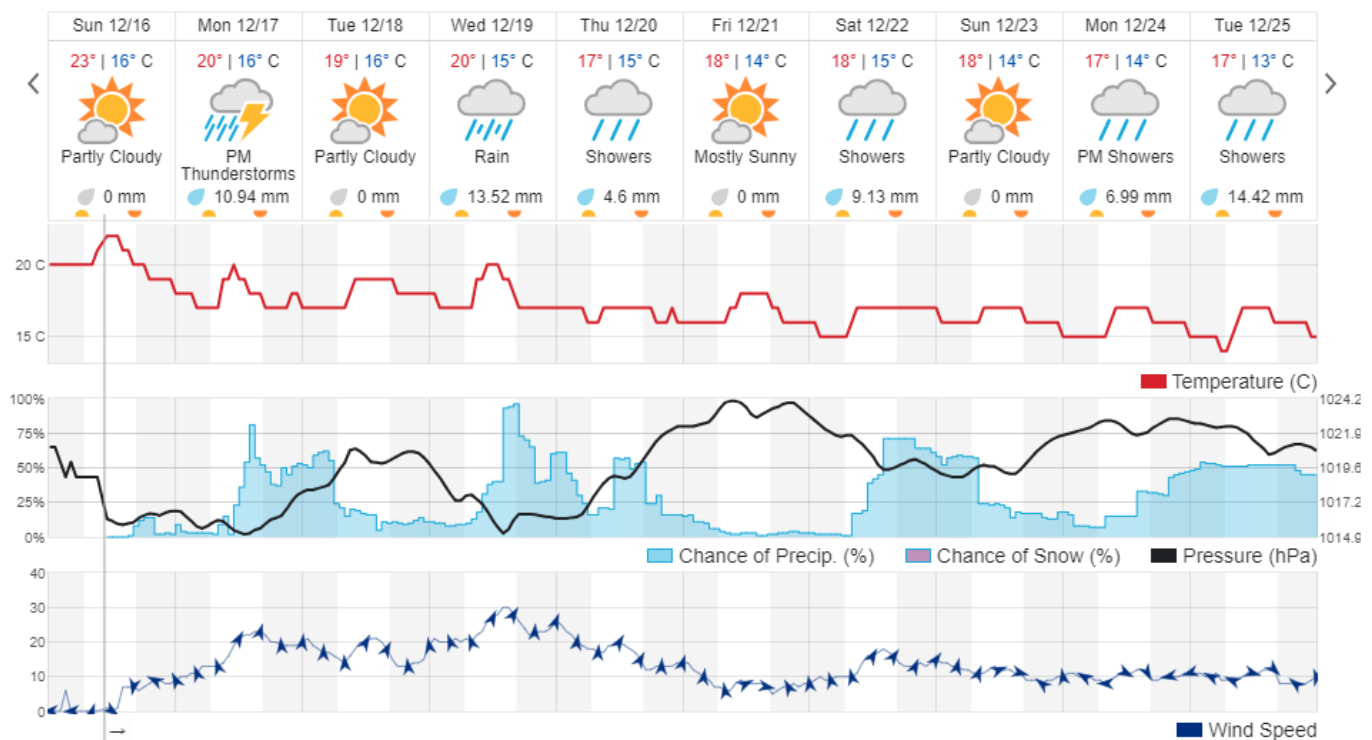 Sun 12/16 Mon 12/17 Tue 12/18 Wed 12/19 Thu 12/20 Fri 12/21 Sat 12/22 Sun 12/23 Mon 12/24 Tue 12/25
23° | 16° C 20° | 16° C 19° | 16° C 20° | 15° C 17° | 15° C 18° | 14° C 18° | 15° C 18° | 14° C 17° | 14° C 17° | 13° C
Partly Cloudy PM Thunderstorms Partly Cloudy Rain Showers Mostly Sunny Showers Partly Cloudy PM Showers Showers
0 mm 10.94 mm 0 mm 13.52 mm 4.6 mm 0 mm 9.13 mm 0 mm 6.99 mm 14.42 mm
20 C
15 C
Temperature (C)
100% 1024.2
75% 1021.9
50% 1019.6
25% 1017.2
0% 1014.9
Chance of Precip. (%) Chance of Snow (%) Pressure (hPa)
40
30
20
10
0
Wind Speed